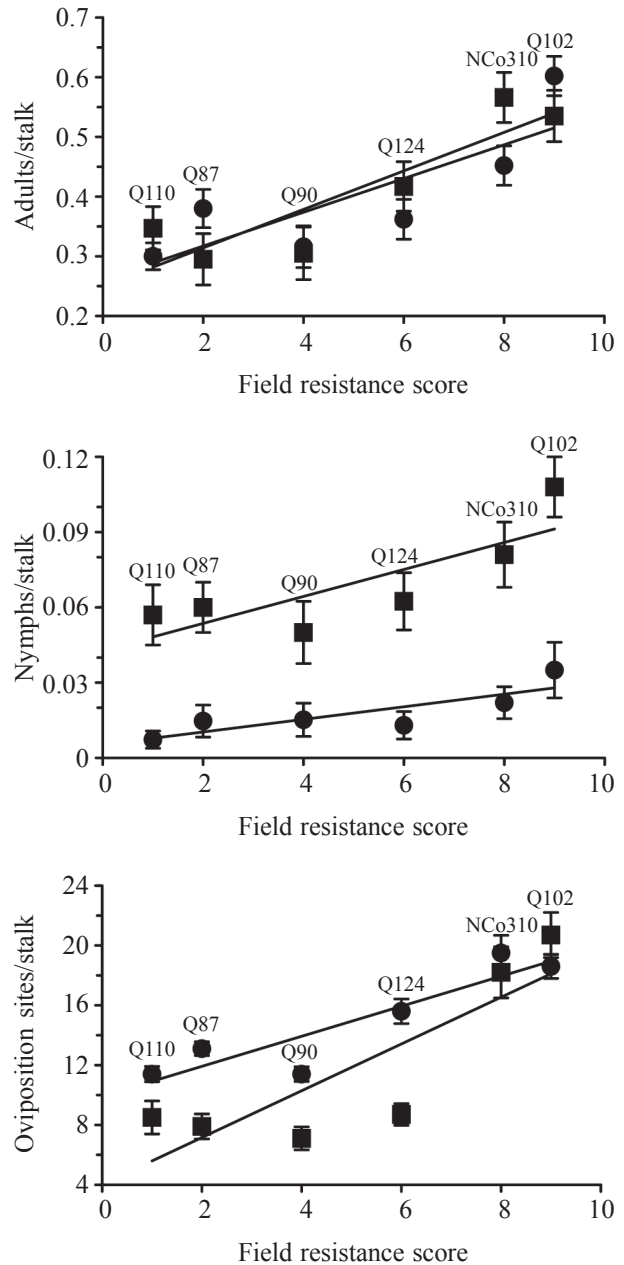 0.7
0.6
0.5
0.4
0.3
0.2
Adults/stalk
Q110
Q87
Q90
Q124
NCo310
Q102
0 2 4 6 8 10
Field resistance score
0.12
0.09
0.06
0.03
0
Nymphs/stalk
Q110
Q87
Q90
Q124
NCo310
Q102
0 2 4 6 8 10
Field resistance score
24
20
16
12
8
4
Oviposition sites/stalk
Q110
Q87
Q90
Q124
NCo310
Q102
0 2 4 6 8 10
Field resistance score